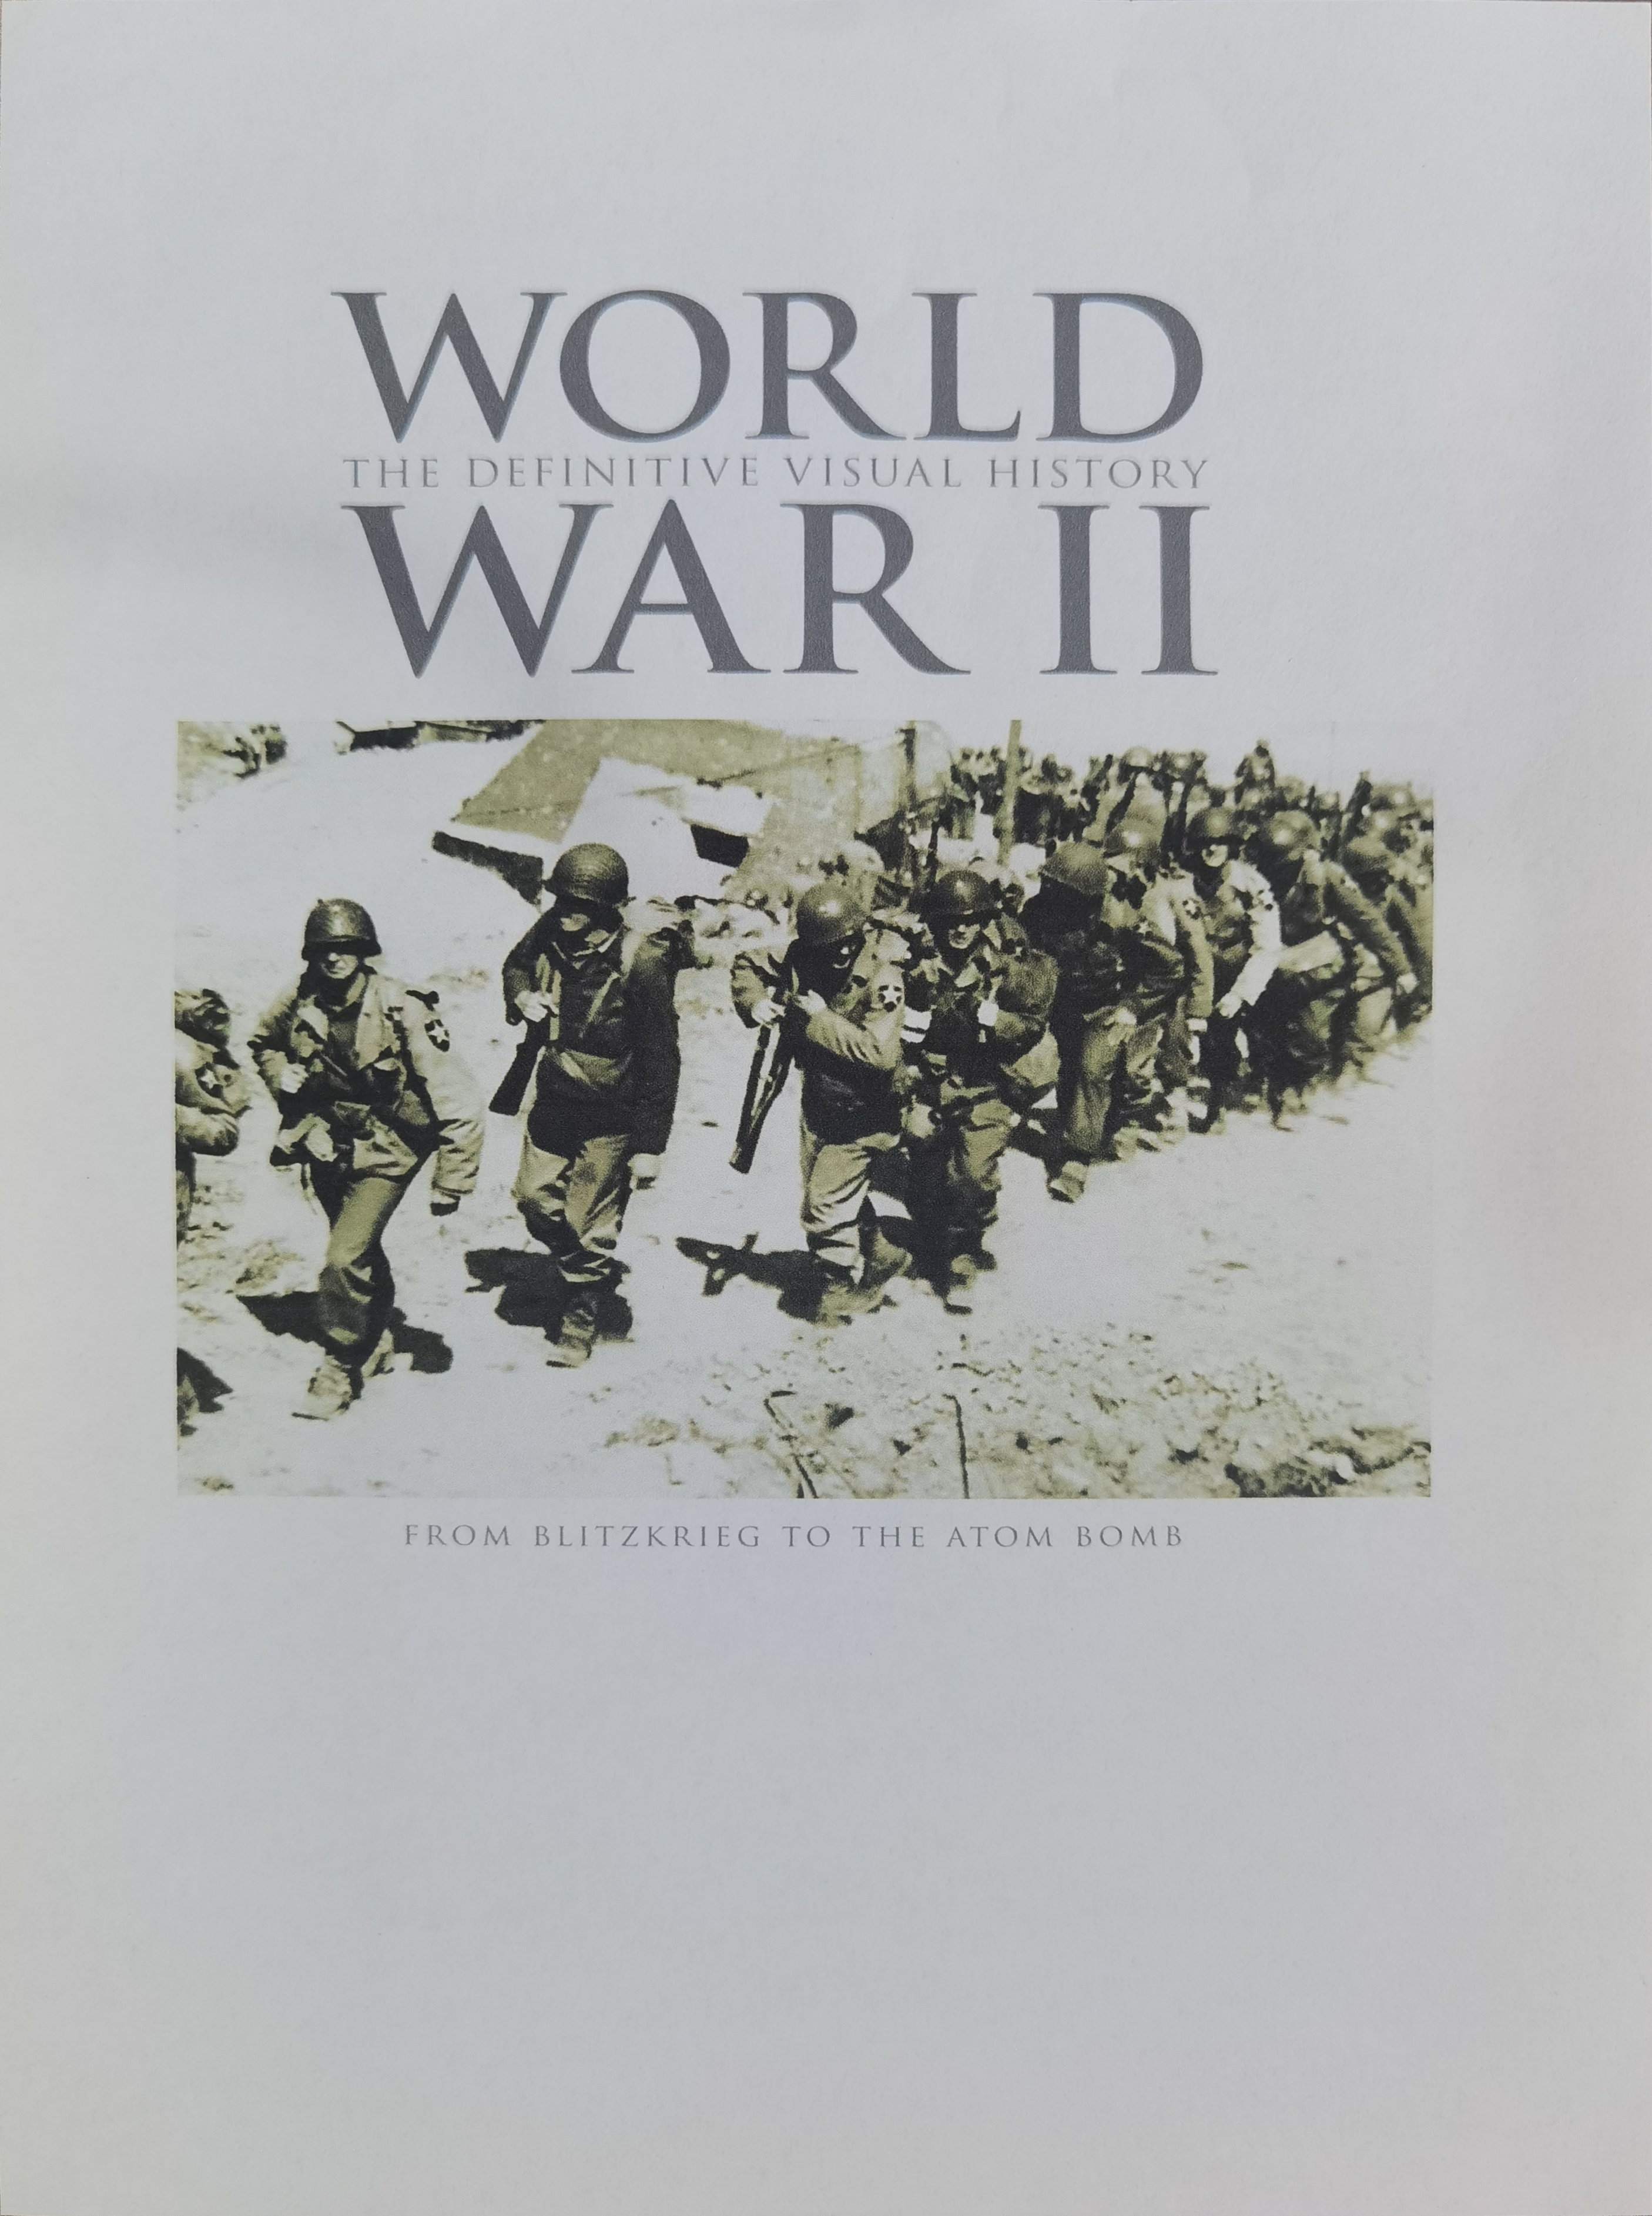 WORLD
THE DEFINITIVE VISUAL HISTORY
WAR II
FROM BLITZKRIEG TO THE ATOM BOMB